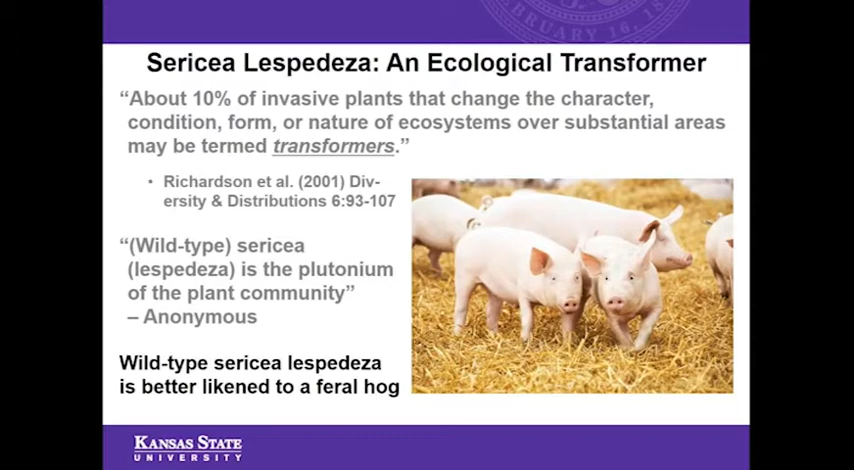 BRUARY 16, 18
Sericea Lespedeza: An Ecological Transformer
“About 10% of invasive plants that change the character,
condition, form, or nature of ecosystems over substantial areas
may be termed transformers.”
• Richardson et al. (2001) Div-
ersity & Distributions 6:93-107
“(Wild-type) sericea
(lespedeza) is the plutonium
of the plant community”
– Anonymous
Wild-type sericea lespedeza
is better likened to a feral hog
KANSAS STATE
UNIVERSITY